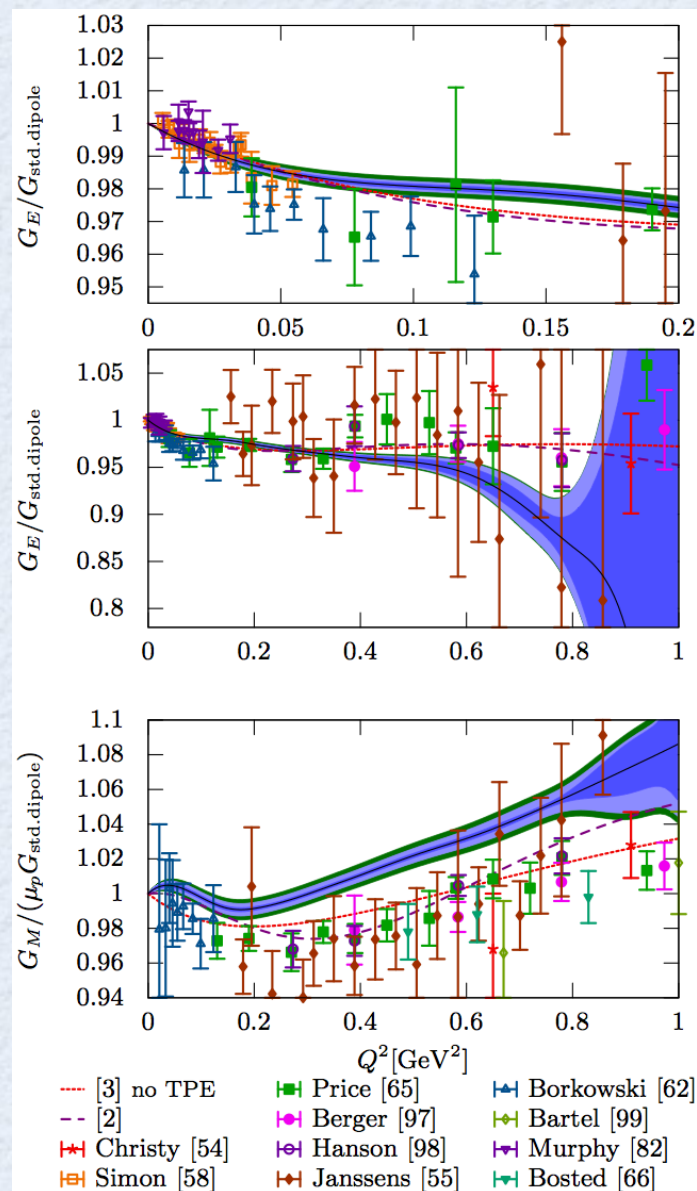 1.03
1.02
1.01
1
0.99
0.98
0.97
0.96
0.95
G_E/G_std.dipole
0 0.05 0.1 0.15 0.2
1.05
1
0.95
0.9
0.85
0.8
G_E/G_std.dipole
0 0.2 0.4 0.6 0.8 1
1.1
1.08
1.06
1.04
1.02
1
0.98
0.96
0.94
G_M/(μ_pG_std.dipole)
0 0.2 0.4 0.6 0.8 1
Q²[GeV²]
[3] no TPE Price [65] Borkowski [62]
[2] Berger [97] Bartel [99]
Christy [54] Hanson [98] Murphy [82]
Simon [58] Janssens [55] Bosted [66]